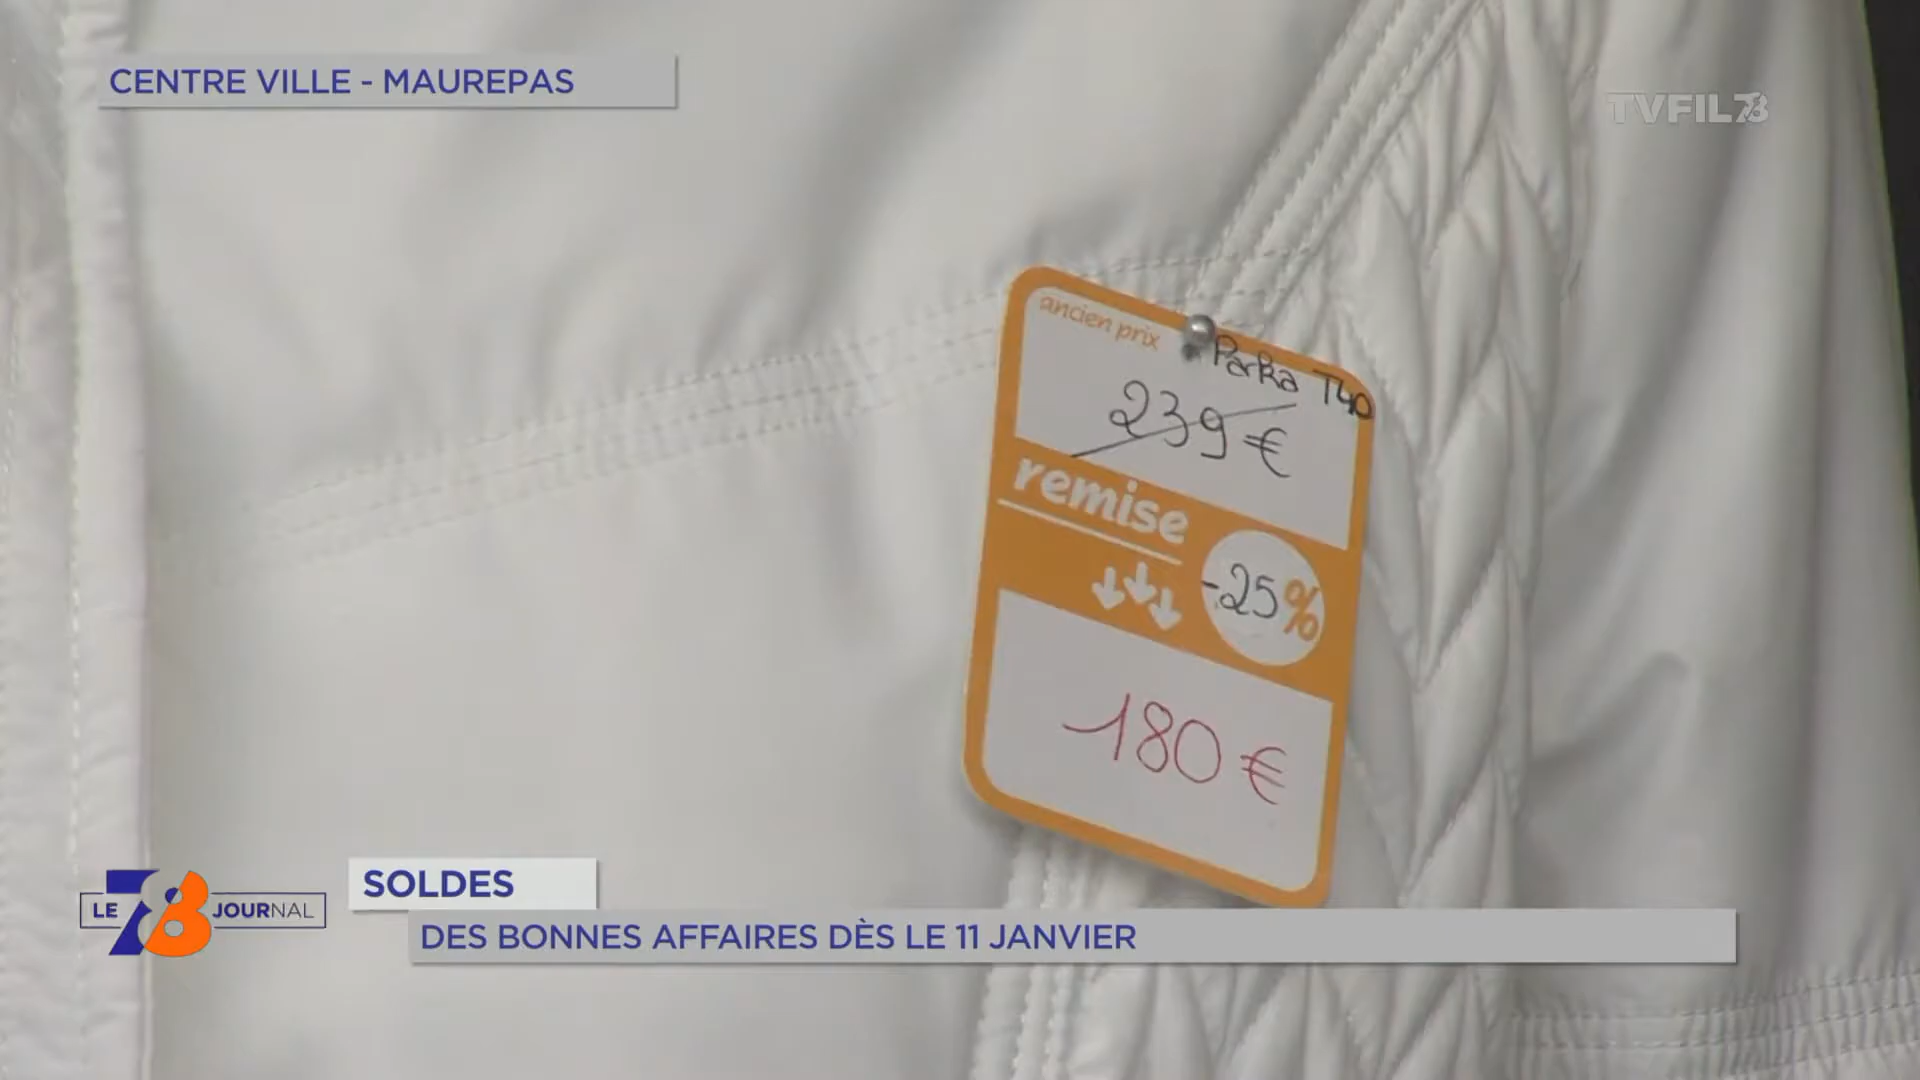 CENTRE VILLE - MAUREPAS
TVFIL78
ancien prix
Parka T40
239 €
remise
-25%
180 €
SOLDES
LE 78 JOURNAL
DES BONNES AFFAIRES DÈS LE 11 JANVIER